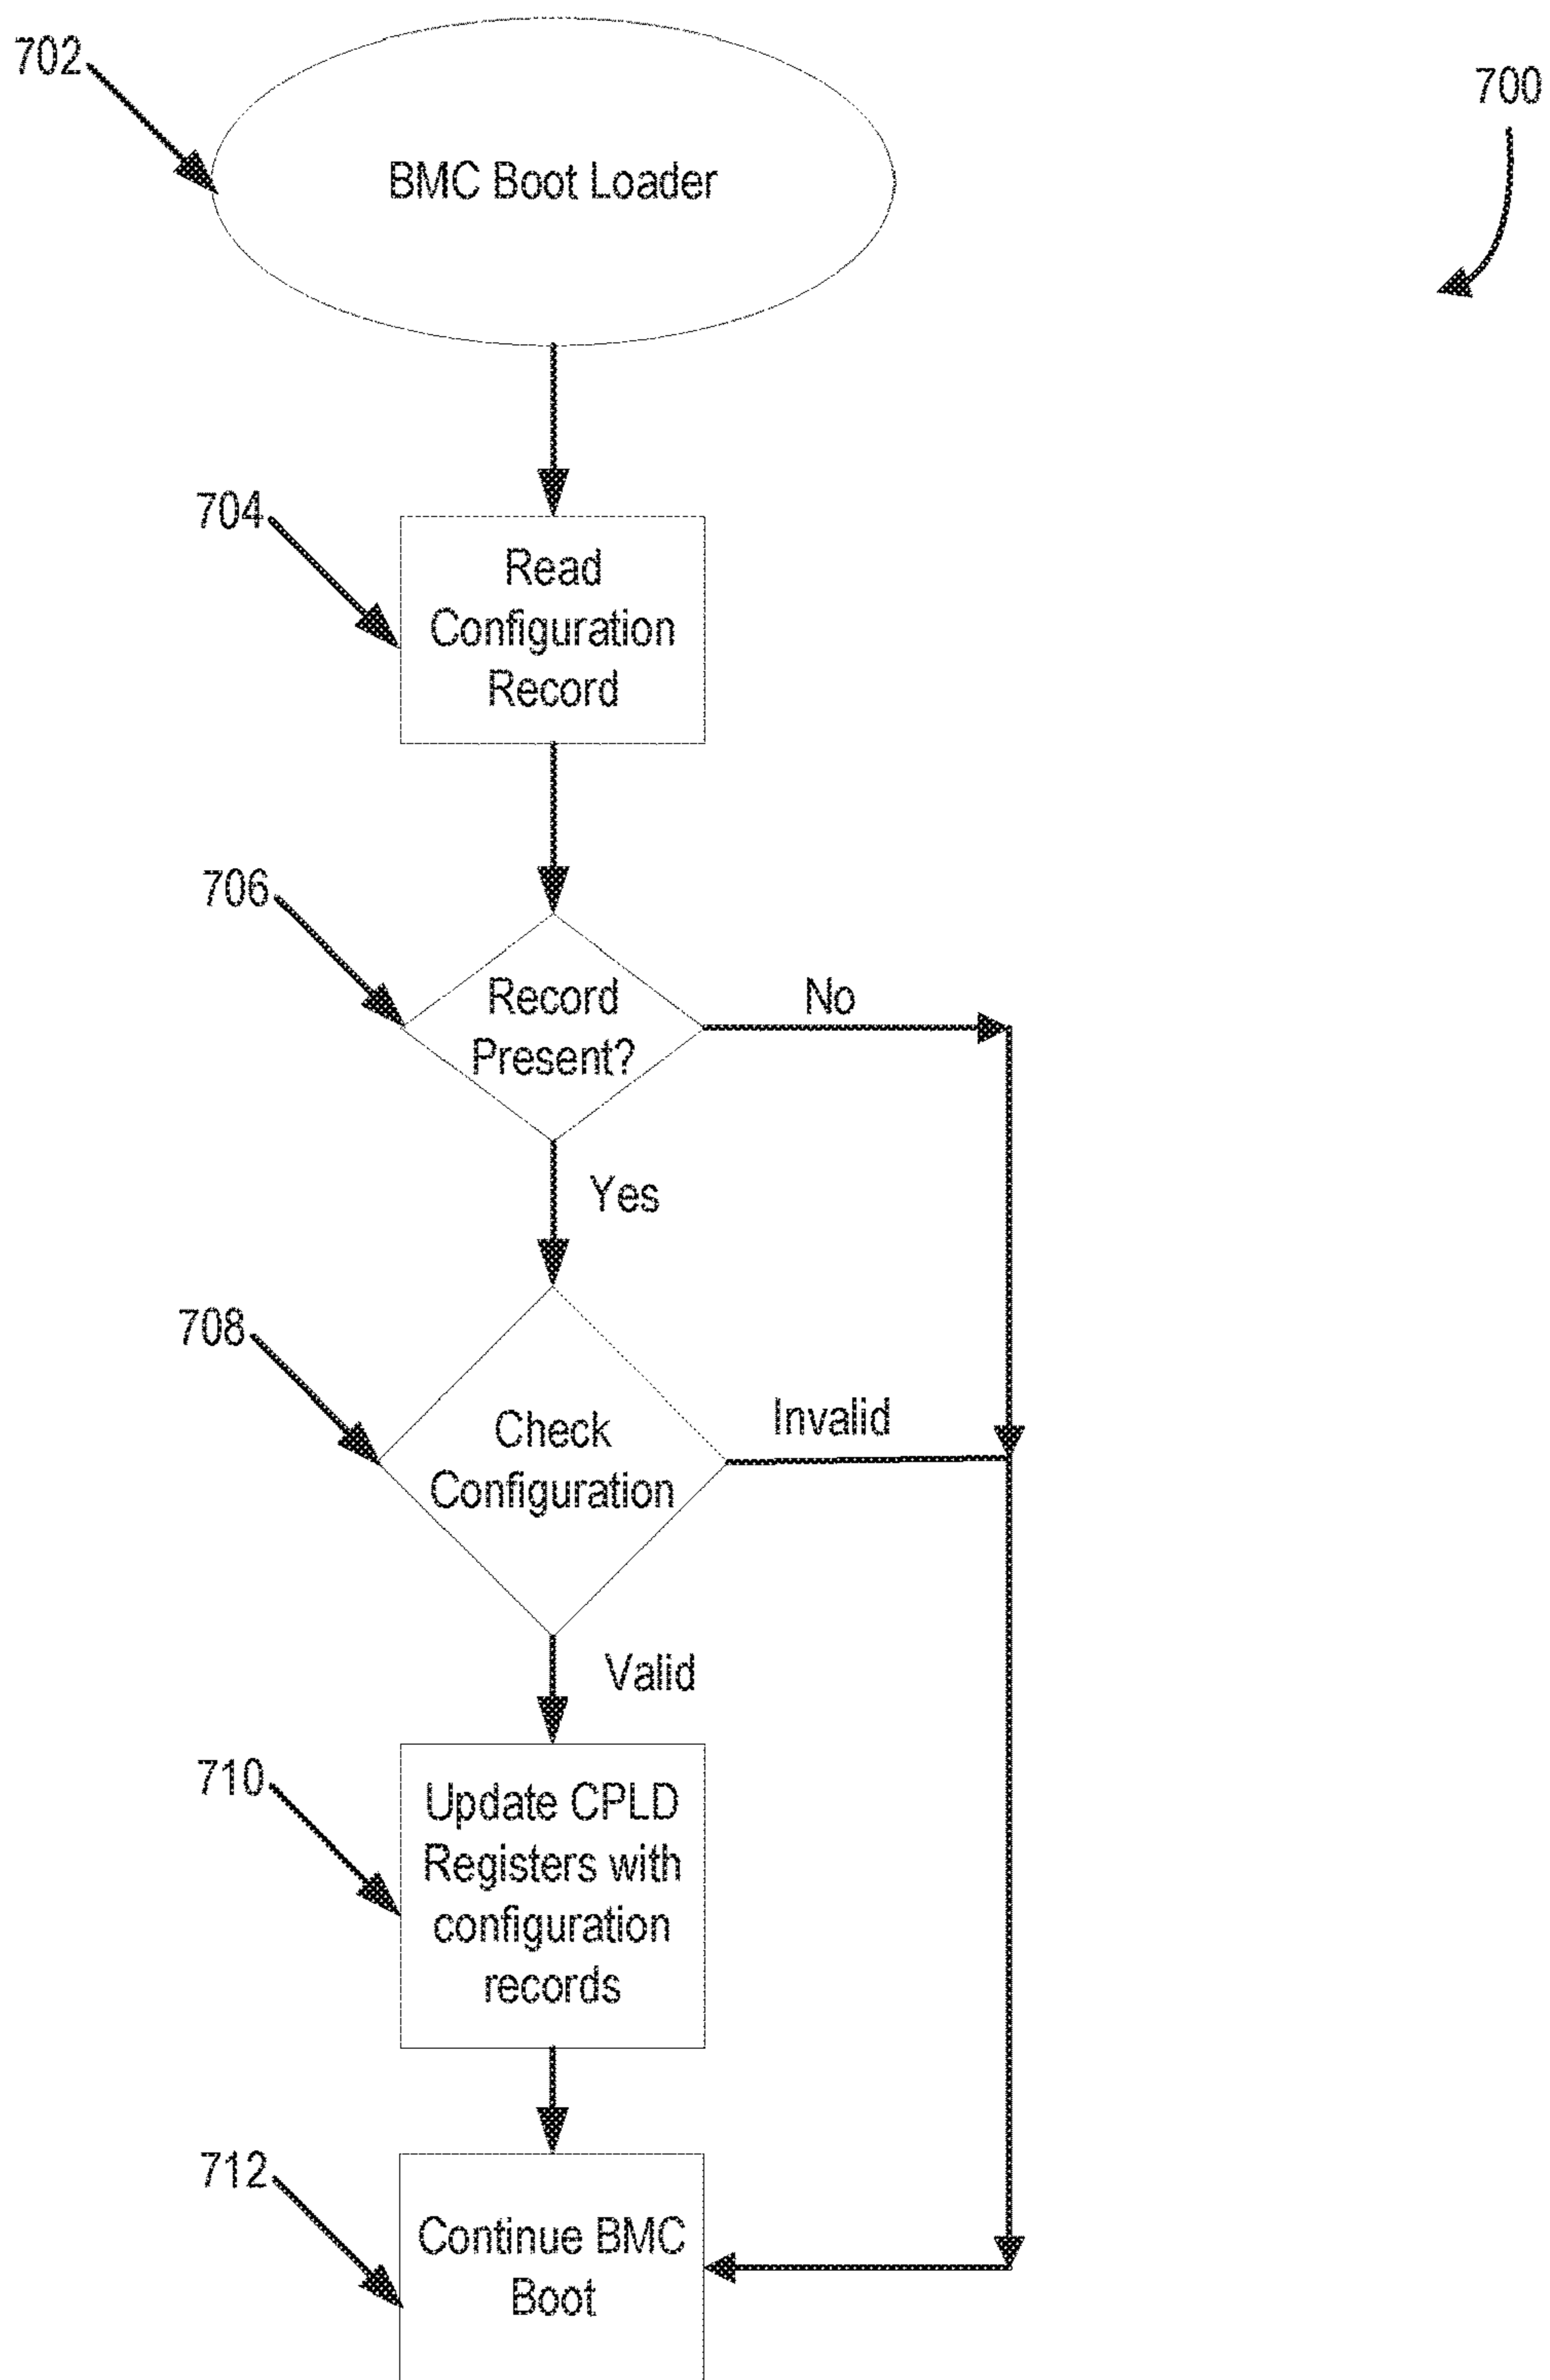 702
700
BMC Boot Loader
704
Read
Configuration
Record
706
Record
Present?
No
Yes
708
Check
Configuration
Invalid
Valid
710
Update CPLD
Registers with
configuration
records
712
Continue BMC
Boot